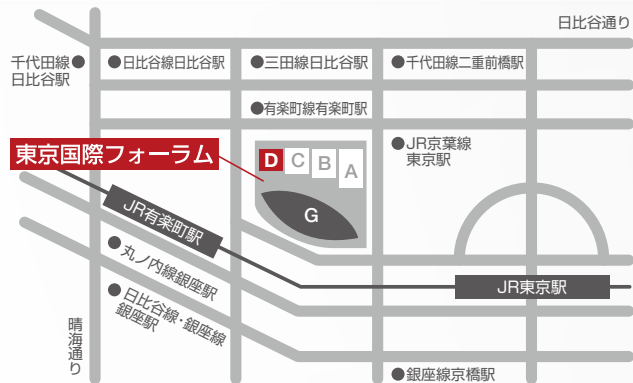 日比谷通り
千代田線
日比谷駅
日比谷線日比谷駅
三田線日比谷駅
千代田線二重前橋駅
有楽町線有楽町駅
東京国際フォーラム
D
C
B
A
G
JR京葉線
東京駅
JR有楽町駅
丸ノ内線銀座駅
日比谷線・銀座線
銀座駅
JR東京駅
晴海通り
銀座線京橋駅